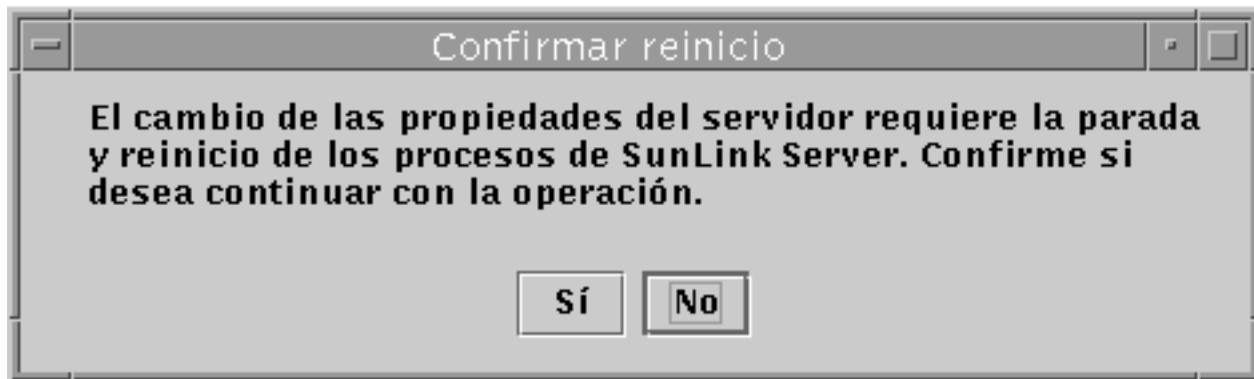 Confirmar reinicio
El cambio de las propiedades del servidor requiere la parada
y reinicio de los procesos de SunLink Server. Confirme si
desea continuar con la operación.
Sí No